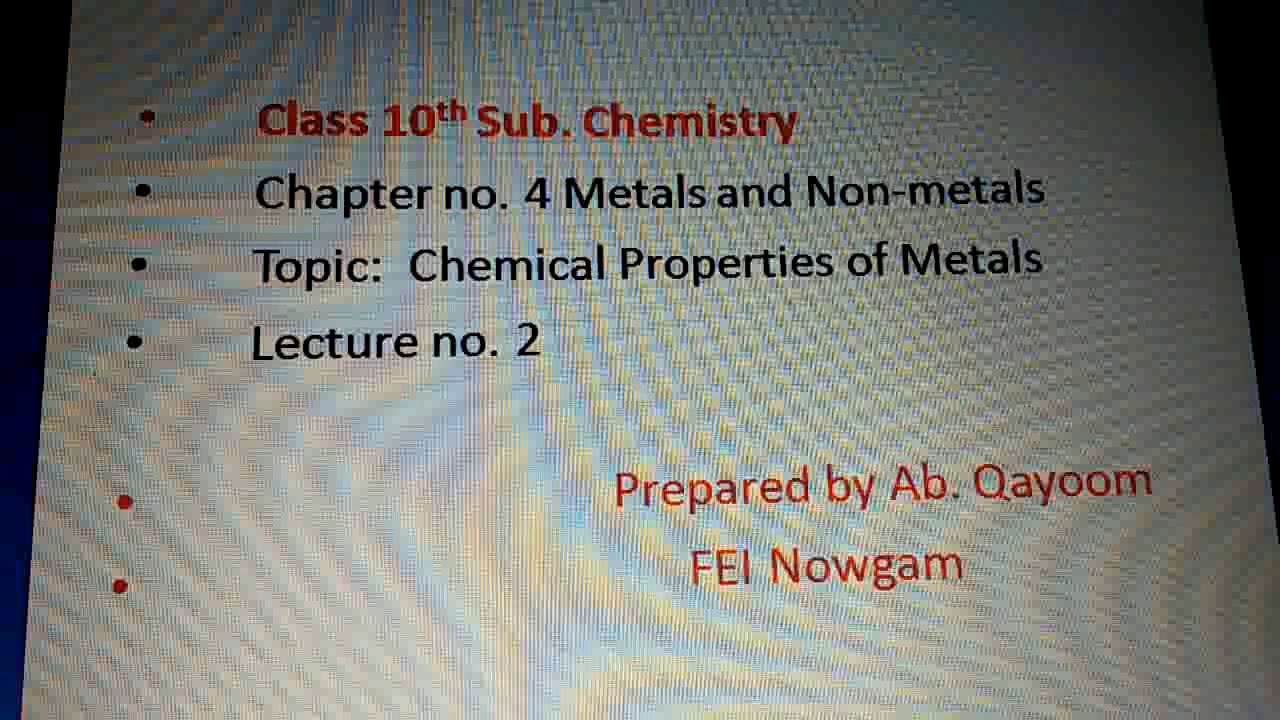 Class 10th Sub. Chemistry
Chapter no. 4 Metals and Non-metals
Topic: Chemical Properties of Metals
Lecture no. 2
Prepared by Ab. Qayoom
FEI Nowgam